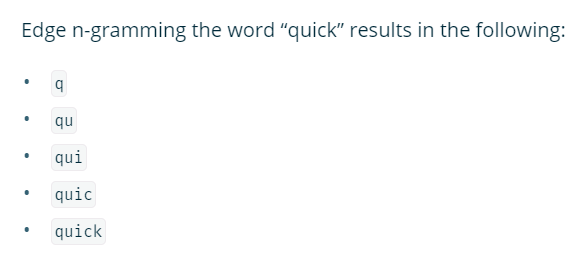 Edge n-gramming the word “quick” results in the following:
• q
• qu
• qui
• quic
• quick